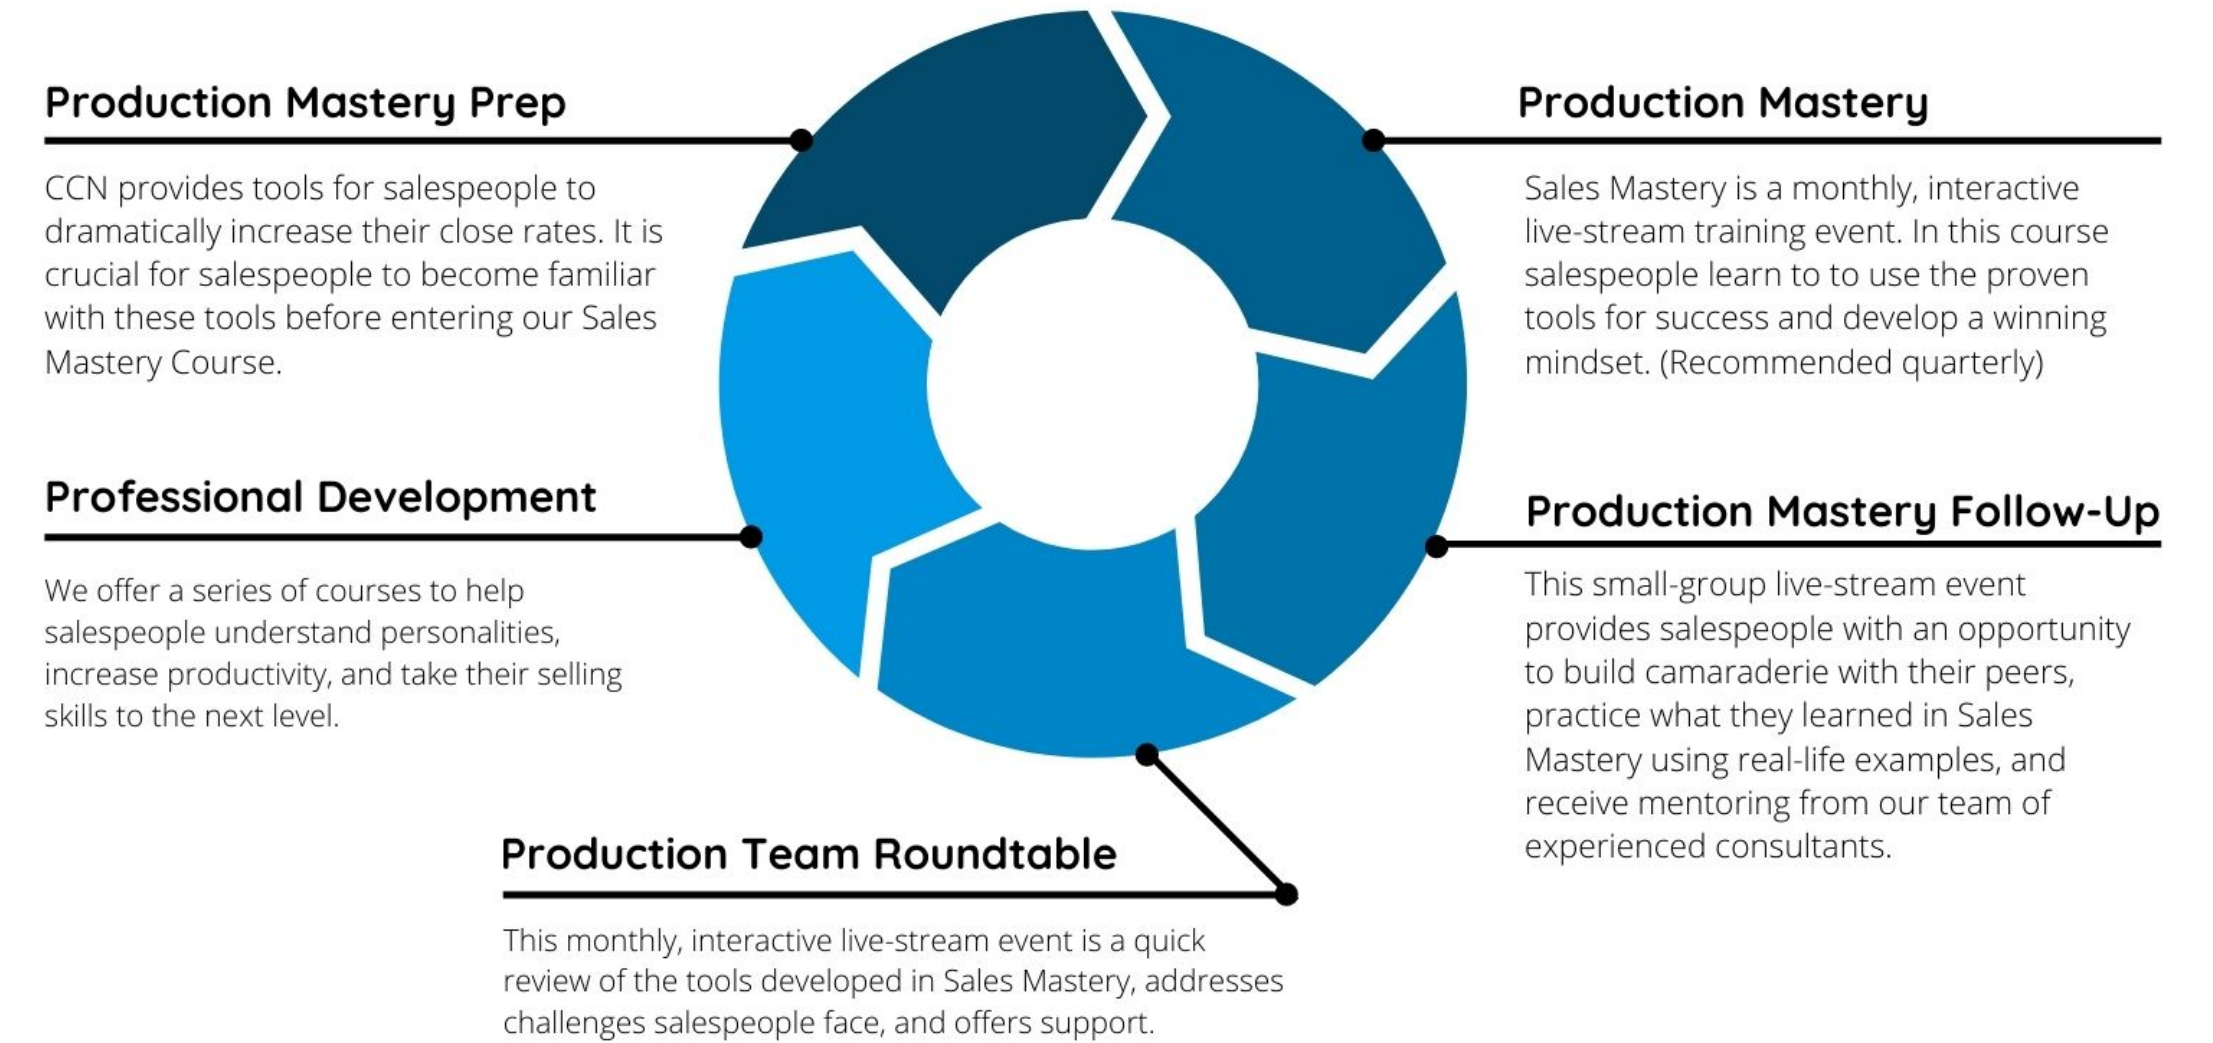 Production Mastery Prep
CCN provides tools for salespeople to
dramatically increase their close rates. It is
crucial for salespeople to become familiar
with these tools before entering our Sales
Mastery Course.
Production Mastery
Sales Mastery is a monthly, interactive
live-stream training event. In this course
salespeople learn to to use the proven
tools for success and develop a winning
mindset. (Recommended quarterly)
Production Mastery Follow-Up
This small-group live-stream event
provides salespeople with an opportunity
to build camaraderie with their peers,
practice what they learned in Sales
Mastery using real-life examples, and
receive mentoring from our team of
experienced consultants.
Production Team Roundtable
This monthly, interactive live-stream event is a quick
review of the tools developed in Sales Mastery, addresses
challenges salespeople face, and offers support.
Professional Development
We offer a series of courses to help
salespeople understand personalities,
increase productivity, and take their selling
skills to the next level.